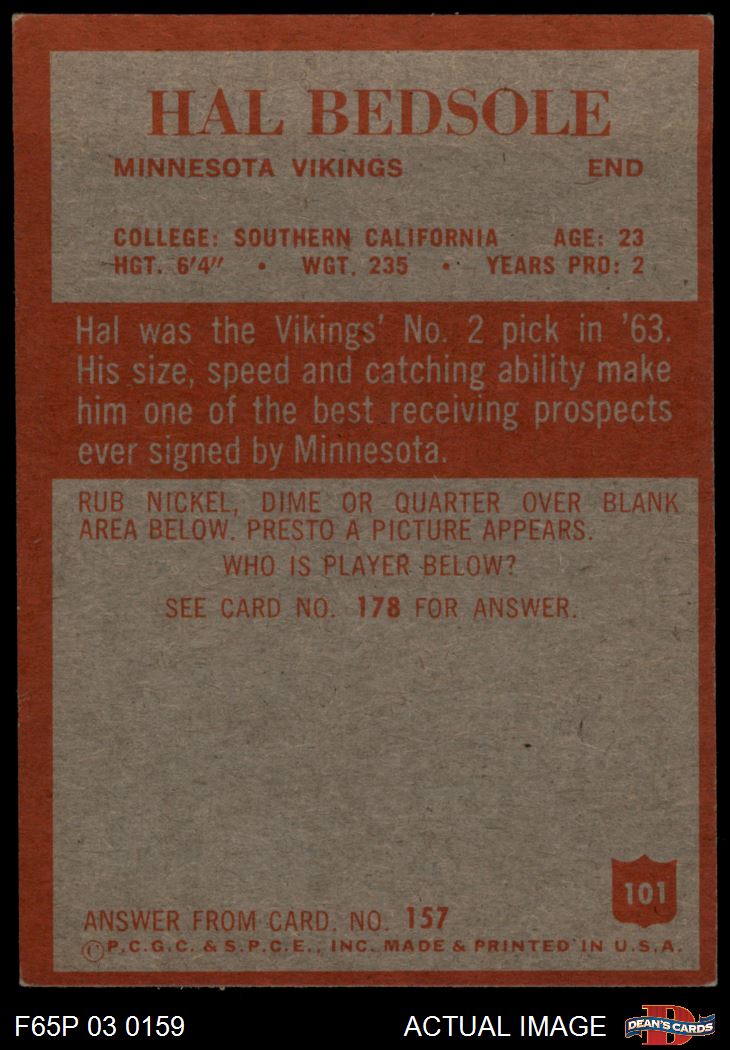 HAL BEDSOLE
MINNESOTA VIKINGS END
COLLEGE: SOUTHERN CALIFORNIA AGE: 23
HGT. 6'4" • WGT. 235 • YEARS PRO: 2
Hal was the Vikings' No. 2 pick in '63.
His size, speed and catching ability make
him one of the best receiving prospects
ever signed by Minnesota.
RUB NICKEL, DIME OR QUARTER OVER BLANK
AREA BELOW. PRESTO A PICTURE APPEARS.
WHO IS PLAYER BELOW?
SEE CARD NO. 178 FOR ANSWER.
101
ANSWER FROM CARD. NO. 157
©P.C.G.C. & S.P.C.E., INC. MADE & PRINTED IN U.S.A.
F65P 03 0159 ACTUAL IMAGE
D
DEAN'S CARDS